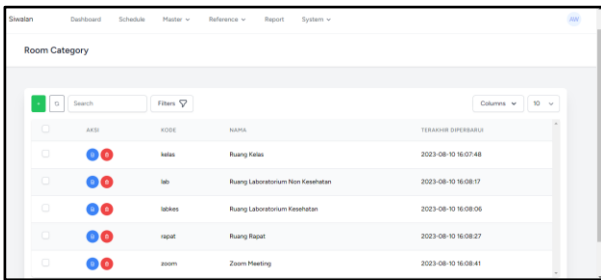 Siwalan Dashboard Schedule Master Reference Report System AW
Room Category
Search Filters Columns 10
AKSI KODE NAMA TERAKHIR DIPERBARUI
kelas Ruang Kelas 2023-08-10 16:07:48
lab Ruang Laboratorium Non Kesehatan 2023-08-10 16:08:17
labkes Ruang Laboratorium Kesehatan 2023-08-10 16:08:06
rapat Ruang Rapat 2023-08-10 16:08:27
zoom Zoom Meeting 2023-08-10 16:08:41